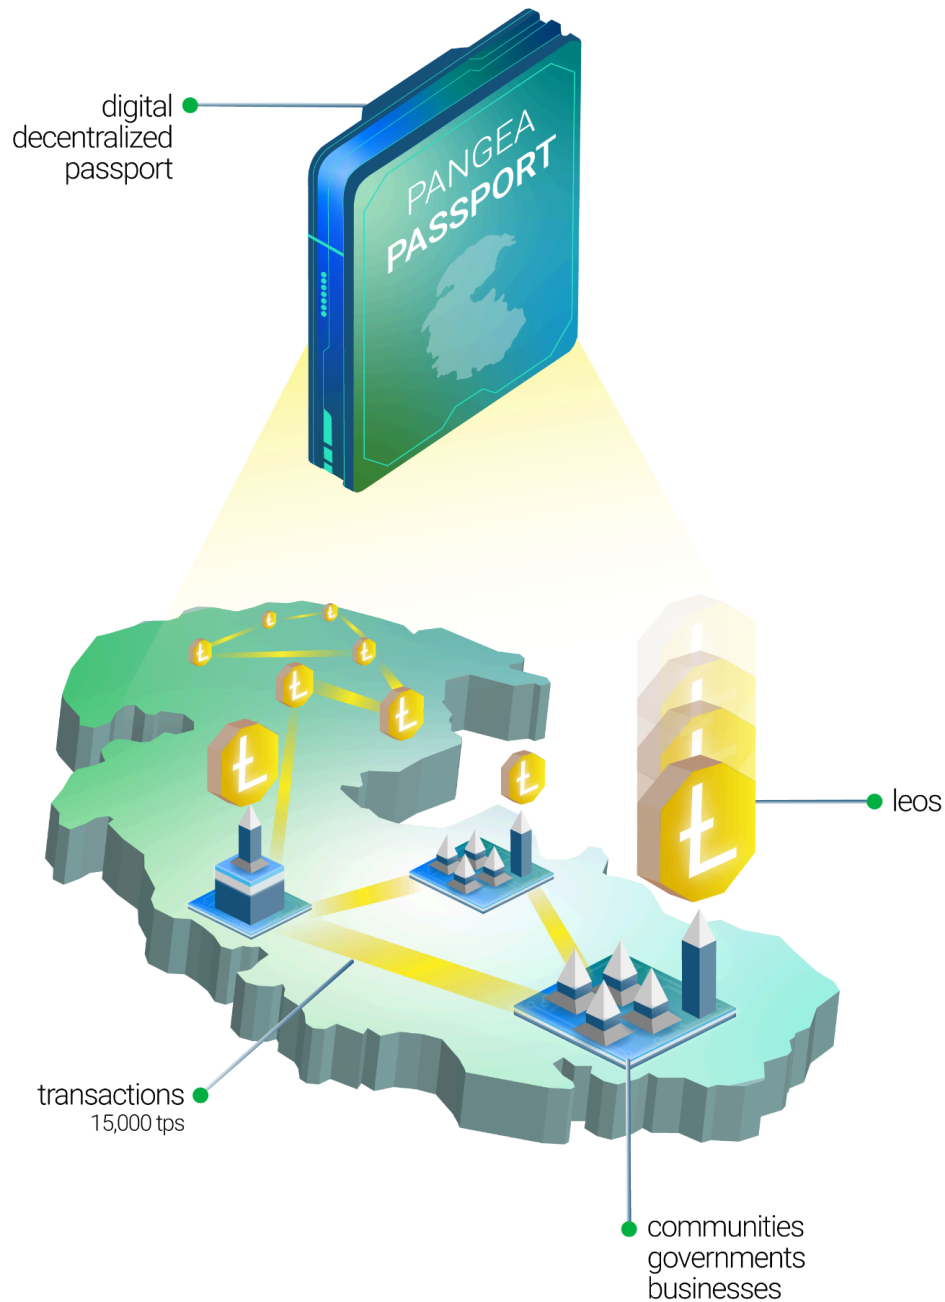 digital
decentralized
passport
PANGEA
PASSPORT
leos
transactions
15,000 tps
communities
governments
businesses